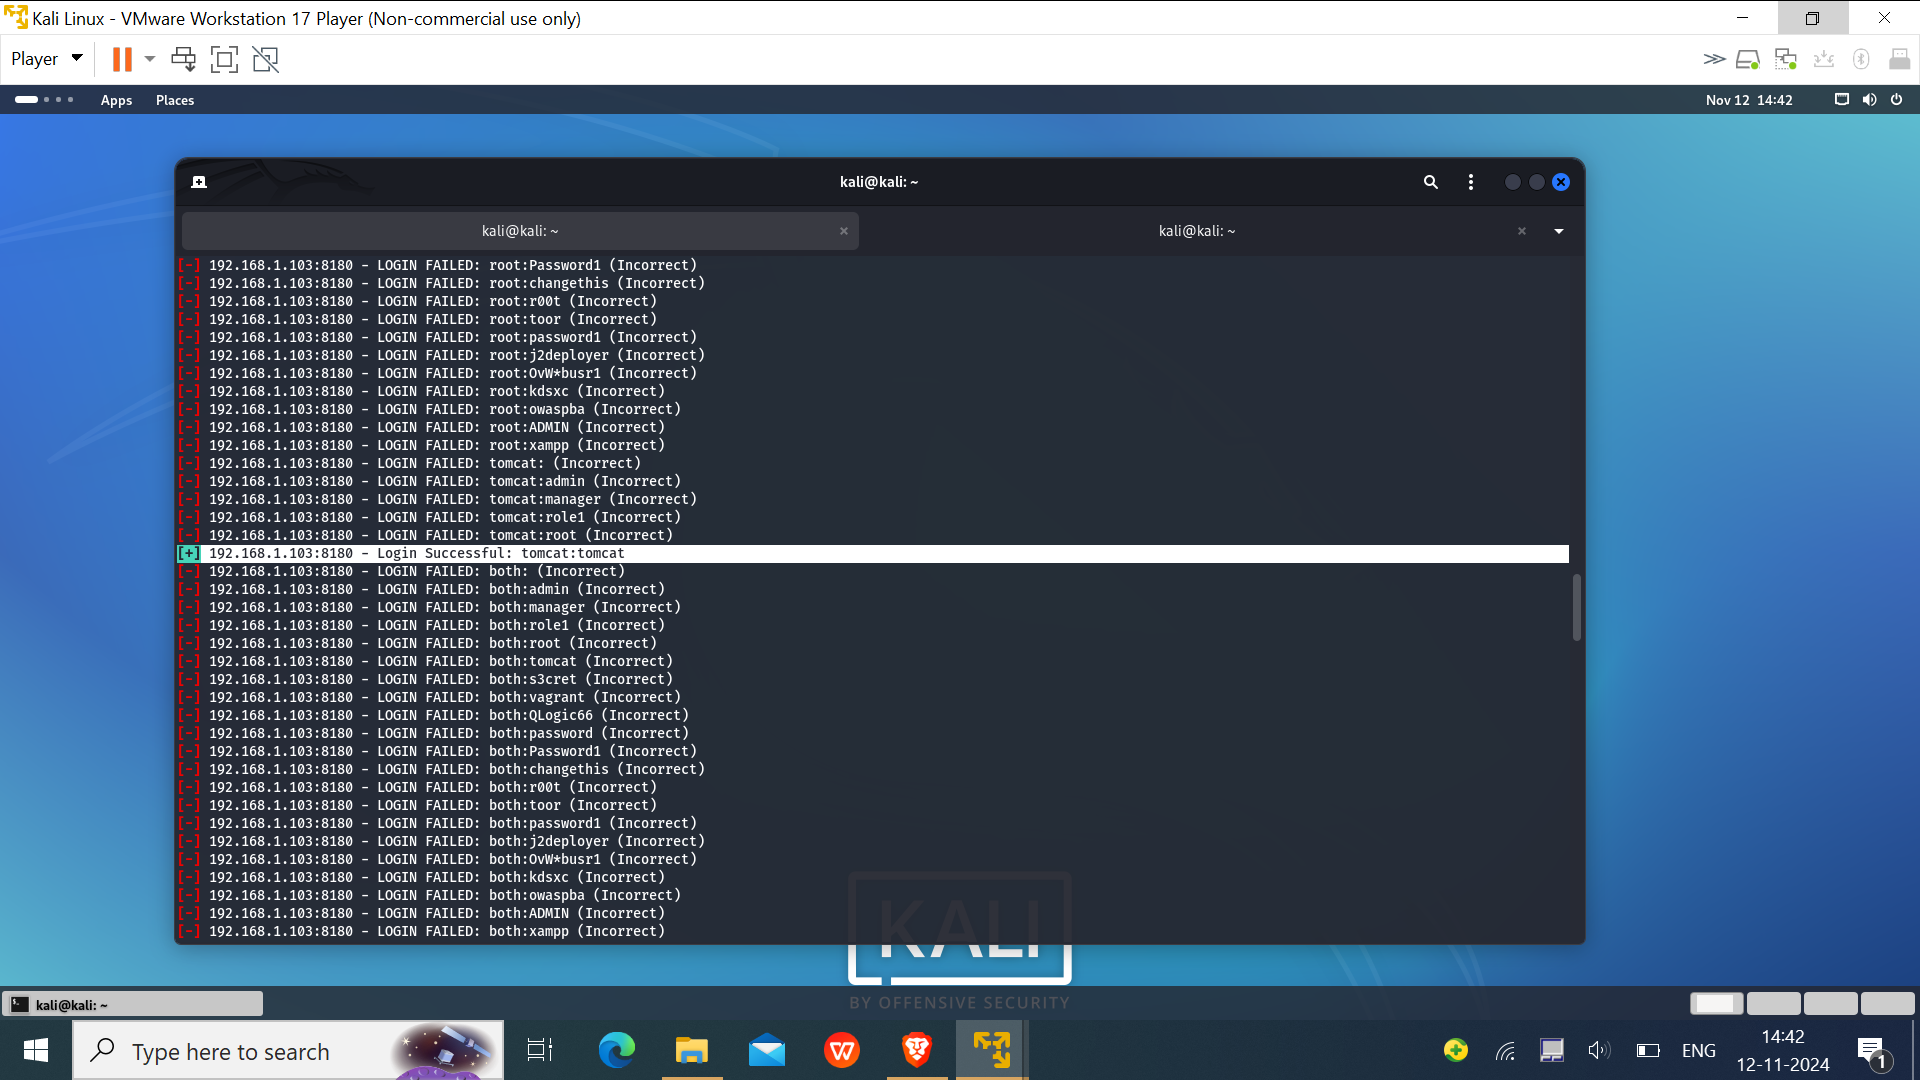 Kali Linux - VMware Workstation 17 Player (Non-commercial use only)
Player
Apps Places Nov 12 14:42
kali@kali: ~
kali@kali: ~ × kali@kali: ~ ×
[-] 192.168.1.103:8180 - LOGIN FAILED: root:Password1 (Incorrect)
[-] 192.168.1.103:8180 - LOGIN FAILED: root:changethis (Incorrect)
[-] 192.168.1.103:8180 - LOGIN FAILED: root:r00t (Incorrect)
[-] 192.168.1.103:8180 - LOGIN FAILED: root:toor (Incorrect)
[-] 192.168.1.103:8180 - LOGIN FAILED: root:password1 (Incorrect)
[-] 192.168.1.103:8180 - LOGIN FAILED: root:j2deployer (Incorrect)
[-] 192.168.1.103:8180 - LOGIN FAILED: root:OvW*busr1 (Incorrect)
[-] 192.168.1.103:8180 - LOGIN FAILED: root:kdsxc (Incorrect)
[-] 192.168.1.103:8180 - LOGIN FAILED: root:owaspba (Incorrect)
[-] 192.168.1.103:8180 - LOGIN FAILED: root:ADMIN (Incorrect)
[-] 192.168.1.103:8180 - LOGIN FAILED: root:xampp (Incorrect)
[-] 192.168.1.103:8180 - LOGIN FAILED: tomcat: (Incorrect)
[-] 192.168.1.103:8180 - LOGIN FAILED: tomcat:admin (Incorrect)
[-] 192.168.1.103:8180 - LOGIN FAILED: tomcat:manager (Incorrect)
[-] 192.168.1.103:8180 - LOGIN FAILED: tomcat:role1 (Incorrect)
[-] 192.168.1.103:8180 - LOGIN FAILED: tomcat:root (Incorrect)
[+] 192.168.1.103:8180 - Login Successful: tomcat:tomcat
[-] 192.168.1.103:8180 - LOGIN FAILED: both: (Incorrect)
[-] 192.168.1.103:8180 - LOGIN FAILED: both:admin (Incorrect)
[-] 192.168.1.103:8180 - LOGIN FAILED: both:manager (Incorrect)
[-] 192.168.1.103:8180 - LOGIN FAILED: both:role1 (Incorrect)
[-] 192.168.1.103:8180 - LOGIN FAILED: both:root (Incorrect)
[-] 192.168.1.103:8180 - LOGIN FAILED: both:tomcat (Incorrect)
[-] 192.168.1.103:8180 - LOGIN FAILED: both:s3cret (Incorrect)
[-] 192.168.1.103:8180 - LOGIN FAILED: both:vagrant (Incorrect)
[-] 192.168.1.103:8180 - LOGIN FAILED: both:QLogic66 (Incorrect)
[-] 192.168.1.103:8180 - LOGIN FAILED: both:password (Incorrect)
[-] 192.168.1.103:8180 - LOGIN FAILED: both:Password1 (Incorrect)
[-] 192.168.1.103:8180 - LOGIN FAILED: both:changethis (Incorrect)
[-] 192.168.1.103:8180 - LOGIN FAILED: both:r00t (Incorrect)
[-] 192.168.1.103:8180 - LOGIN FAILED: both:toor (Incorrect)
[-] 192.168.1.103:8180 - LOGIN FAILED: both:password1 (Incorrect)
[-] 192.168.1.103:8180 - LOGIN FAILED: both:j2deployer (Incorrect)
[-] 192.168.1.103:8180 - LOGIN FAILED: both:OvW*busr1 (Incorrect)
[-] 192.168.1.103:8180 - LOGIN FAILED: both:kdsxc (Incorrect)
[-] 192.168.1.103:8180 - LOGIN FAILED: both:owaspba (Incorrect)
[-] 192.168.1.103:8180 - LOGIN FAILED: both:ADMIN (Incorrect)
[-] 192.168.1.103:8180 - LOGIN FAILED: both:xampp (Incorrect)
KALI
BY OFFENSIVE SECURITY
kali@kali: ~
Type here to search
ENG
14:42
12-11-2024
1